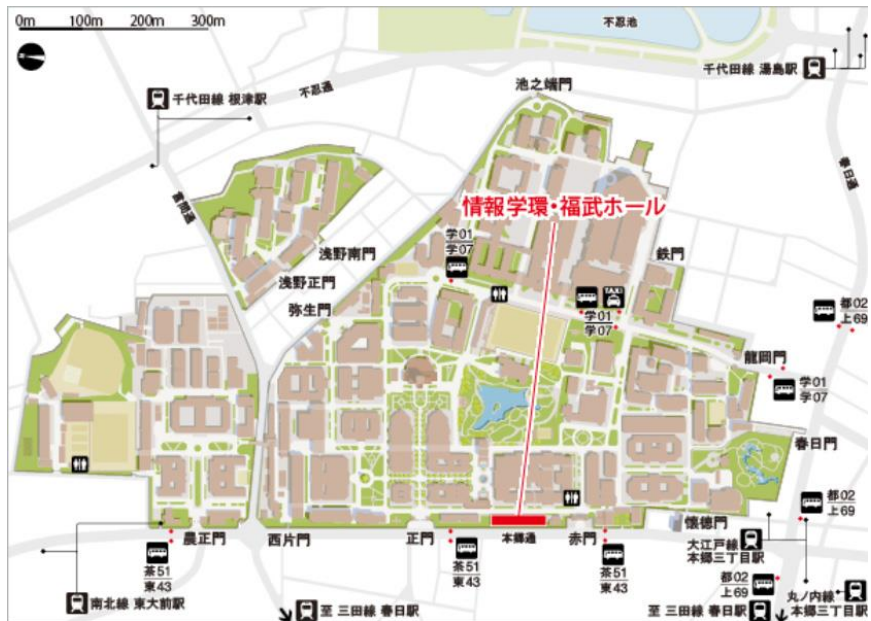 0m 100m 200m 300m
不忍池
千代田線 湯島駅
池之端門
不忍通
千代田線 根津駅
春日通
言問通
情報学環・福武ホール
学01
学07
浅野南門
鉄門
浅野正門
TAXI
弥生門
学01
学07
都02
上69
龍岡門
学01
学07
春日門
都02
上69
懐徳門
農正門
西片門
正門
本郷通
赤門
大江戸線
本郷三丁目駅
茶51
東43
茶51
東43
茶51
東43
都02
上69
丸ノ内線
本郷三丁目駅
南北線 東大前駅
至 三田線 春日駅
至 三田線 春日駅